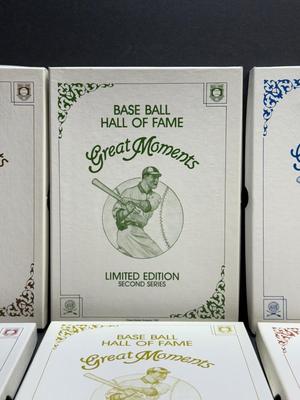 BASE BALL
HALL OF FAME
Great Moments
LIMITED EDITION
SECOND SERIES
BASE BALL
HALL OF FAME
Great Moments